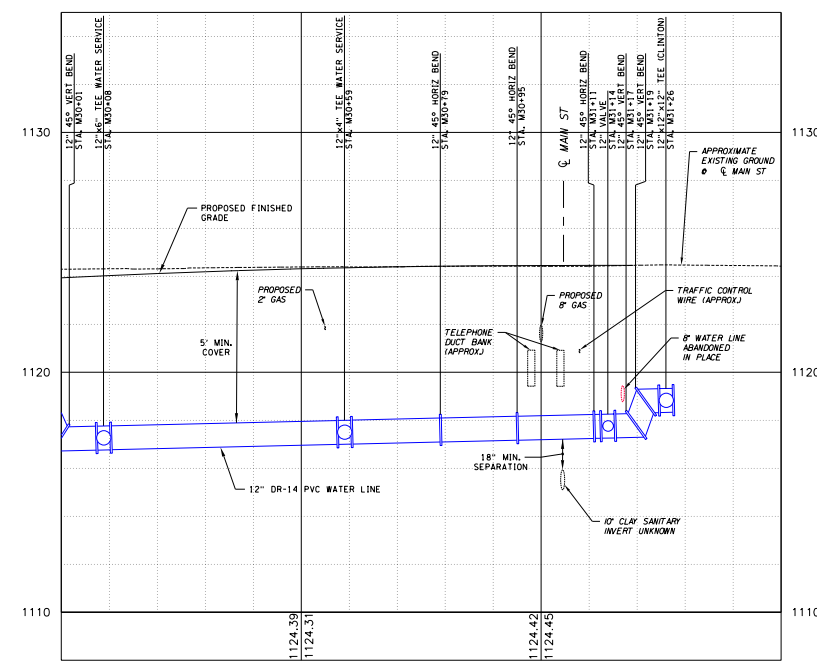 12" 45° VERT BEND
STA. M30+01
12"x6" TEE WATER SERVICE
STA. M30+08
12"x4" TEE WATER SERVICE
STA. M30+59
12" 45° HORIZ BEND
STA. M30+79
12" 45° HORIZ BEND
STA. M30+95
℄ MAIN ST
12" 45° HORIZ BEND
STA. M31+11
12" VALVE
STA. M31+14
12" 45° VERT BEND
STA. M31+17
12" 45° VERT BEND
STA. M31+19
12"x12"x12" TEE (CLINTON)
STA. M31+26
1130
1130
APPROXIMATE
EXISTING GROUND
@ ℄ MAIN ST
PROPOSED FINISHED
GRADE
PROPOSED
2" GAS
PROPOSED
8" GAS
TRAFFIC CONTROL
WIRE (APPROX.)
5' MIN.
COVER
TELEPHONE
DUCT BANK
(APPROX.)
8" WATER LINE
ABANDONED
IN PLACE
1120
1120
18" MIN.
SEPARATION
12" DR-14 PVC WATER LINE
10" CLAY SANITARY
INVERT UNKNOWN
1110
1110
1124.39
1124.31
1124.42
1124.45